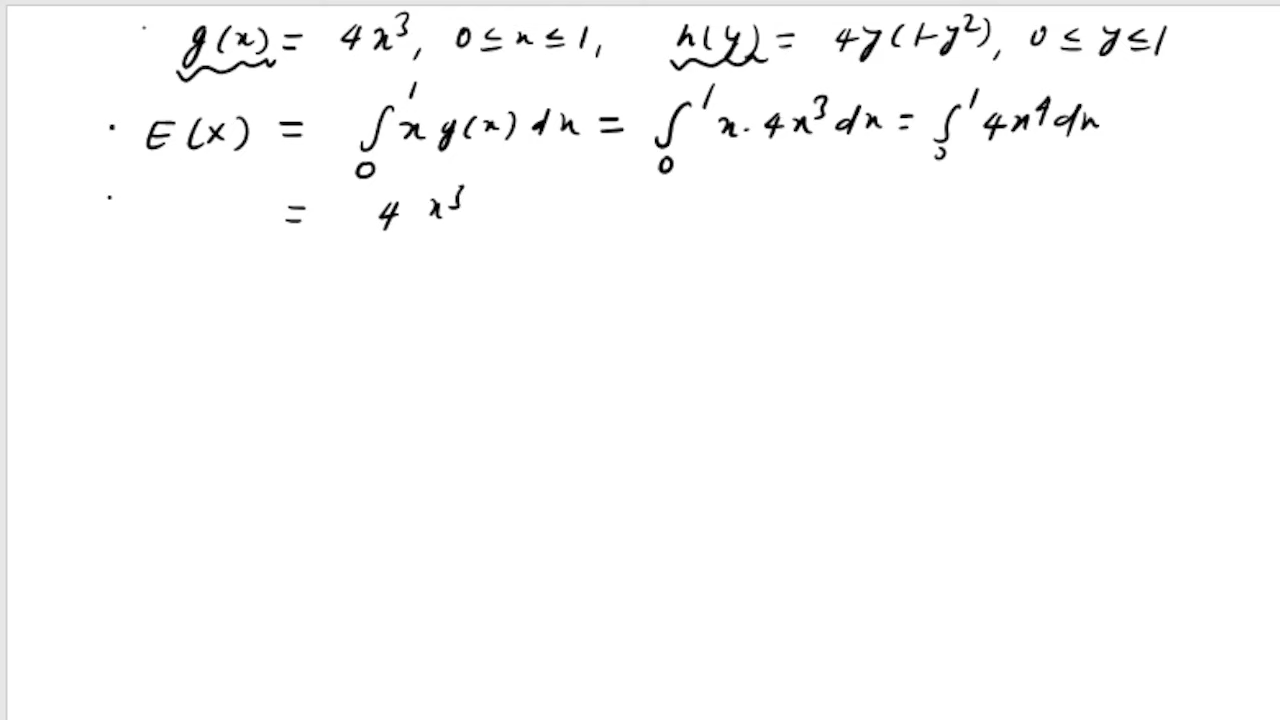 g(x) = 4x³, 0 ≤ x ≤ 1, h(y) = 4y(1-y²), 0 ≤ y ≤ 1
E(X) = ∫₀¹ x g(x) dx = ∫₀¹ x. 4x³ dx = ∫₀¹ 4x⁴ dx
= 4 x³